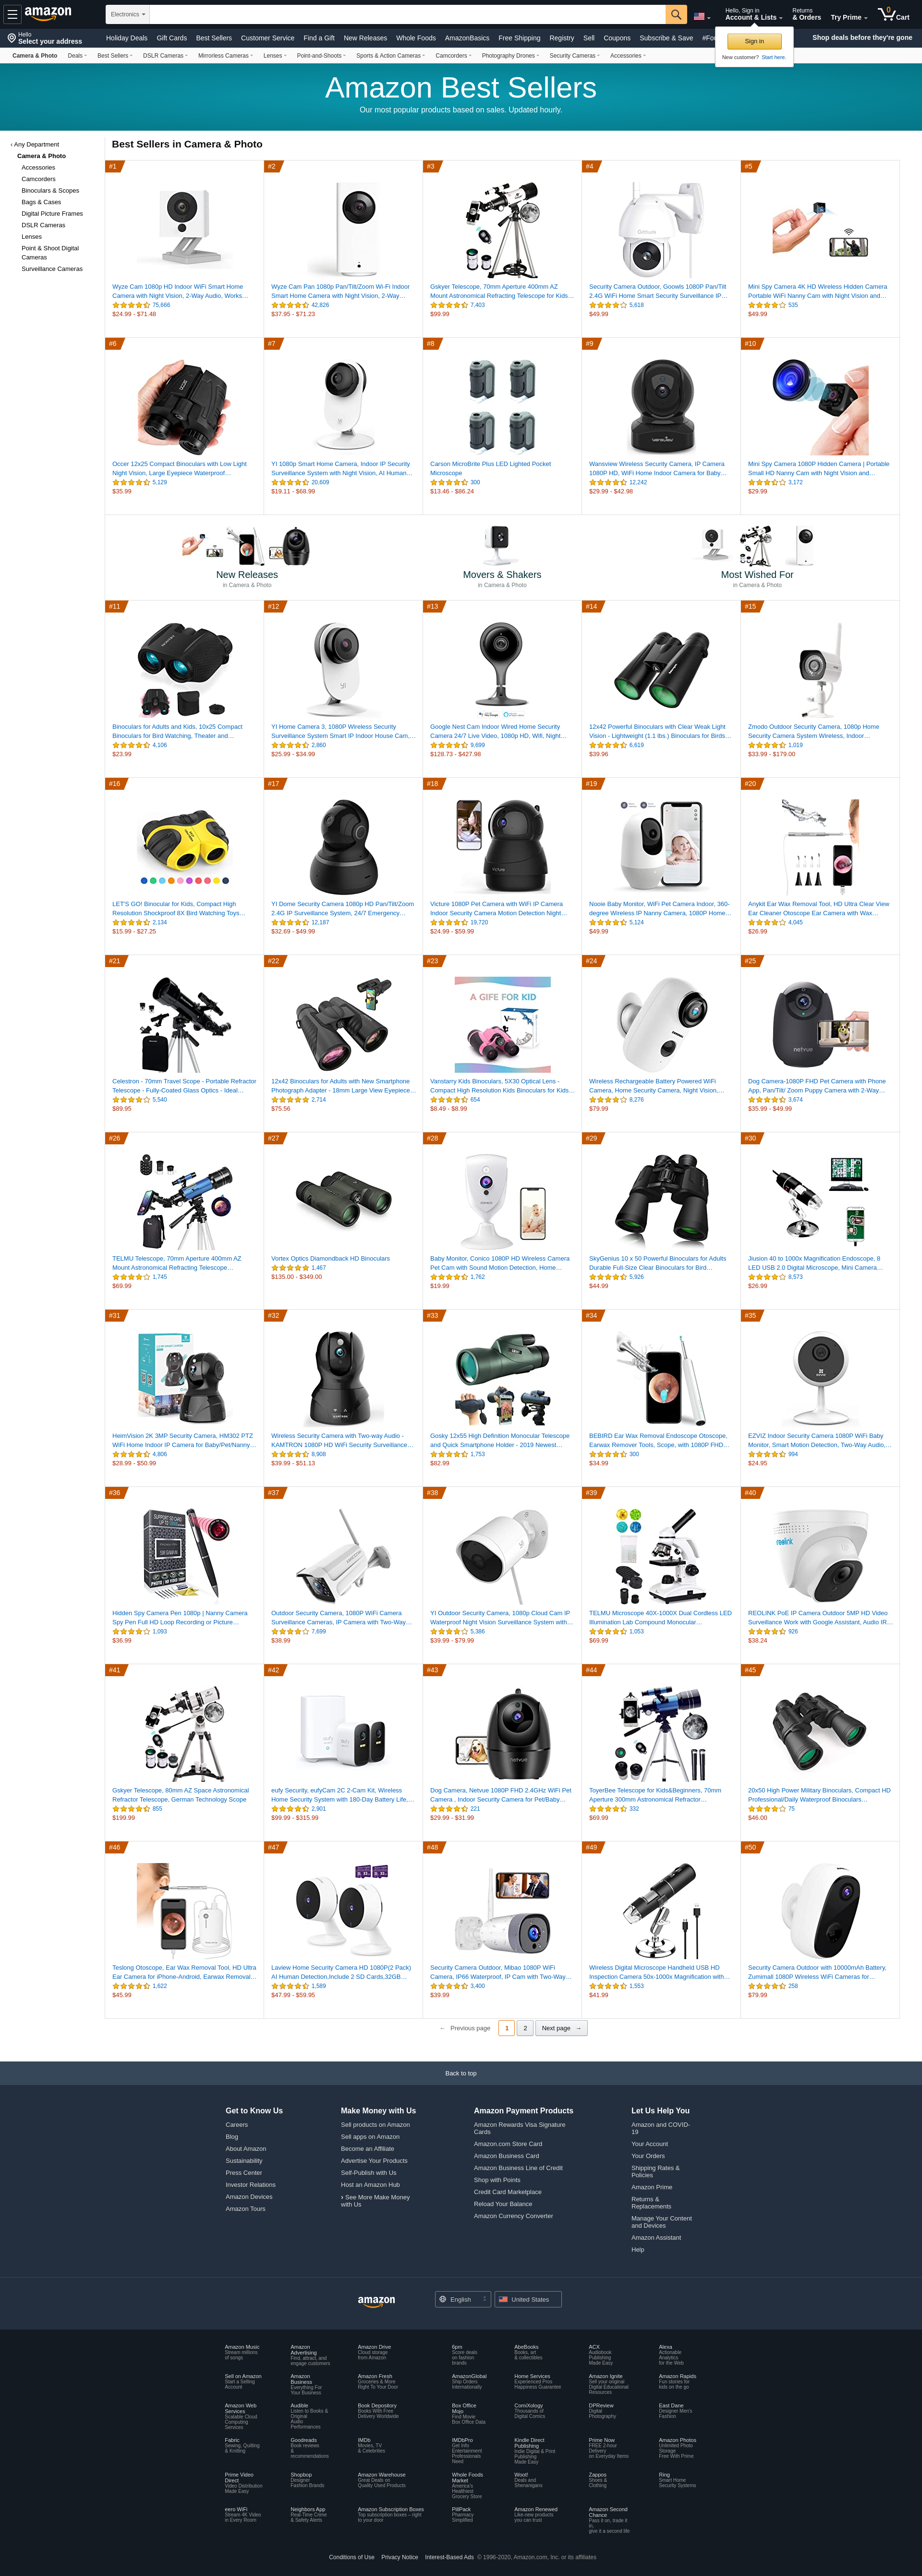 Hello
Select your address
amazon
Electronics
Hello, Sign in
Account & Lists
Returns
& Orders
Try Prime
0
Cart
Holiday Deals Gift Cards Best Sellers Customer Service Find a Gift New Releases Whole Foods AmazonBasics Free Shipping Registry Sell Coupons Subscribe & Save
Shop deals before they're gone
Sign in
New customer? Start here.
Camera & Photo Deals Best Sellers DSLR Cameras Mirrorless Cameras Lenses Point-and-Shoots Sports & Action Cameras Camcorders Photography Drones Security Cameras Accessories
Amazon Best Sellers
Our most popular products based on sales. Updated hourly.
‹ Any Department
Camera & Photo
Accessories
Camcorders
Binoculars & Scopes
Bags & Cases
Digital Picture Frames
DSLR Cameras
Lenses
Point & Shoot Digital
Cameras
Surveillance Cameras
Best Sellers in Camera & Photo
#1
Wyze Cam 1080p HD Indoor WiFi Smart Home
Camera with Night Vision, 2-Way Audio, Works…
75,666
$24.99 - $71.48
#2
Wyze Cam Pan 1080p Pan/Tilt/Zoom Wi-Fi Indoor
Smart Home Camera with Night Vision, 2-Way…
42,826
$37.95 - $71.23
#3
Gskyer Telescope, 70mm Aperture 400mm AZ
Mount Astronomical Refracting Telescope for Kids…
7,403
$99.99
#4
Security Camera Outdoor, Goowls 1080P Pan/Tilt
2.4G WiFi Home Smart Security Surveillance IP…
5,618
$49.99
#5
Mini Spy Camera 4K HD Wireless Hidden Camera
Portable WiFi Nanny Cam with Night Vision and…
535
$49.99
#6
Occer 12x25 Compact Binoculars with Low Light
Night Vision, Large Eyepiece Waterproof…
5,129
$35.99
#7
YI 1080p Smart Home Camera, Indoor IP Security
Surveillance System with Night Vision, AI Human…
20,609
$19.11 - $68.99
#8
Carson MicroBrite Plus LED Lighted Pocket
Microscope
300
$13.46 - $86.24
#9
Wansview Wireless Security Camera, IP Camera
1080P HD, WiFi Home Indoor Camera for Baby…
12,242
$29.99 - $42.98
#10
Mini Spy Camera 1080P Hidden Camera | Portable
Small HD Nanny Cam with Night Vision and…
3,172
$29.99
New Releases
in Camera & Photo
Movers & Shakers
in Camera & Photo
Most Wished For
in Camera & Photo
#11
Binoculars for Adults and Kids, 10x25 Compact
Binoculars for Bird Watching, Theater and…
4,106
$23.99
#12
YI Home Camera 3, 1080P Wireless Security
Surveillance System Smart IP Indoor House Cam,…
2,860
$25.99 - $34.99
#13
Google Nest Cam Indoor Wired Home Security
Camera 24/7 Live Video, 1080p HD, Wifi, Night…
9,699
$128.73 - $427.98
#14
12x42 Powerful Binoculars with Clear Weak Light
Vision - Lightweight (1.1 lbs.) Binoculars for Birds…
6,619
$39.96
#15
Zmodo Outdoor Security Camera, 1080p Home
Security Camera System Wireless, Indoor…
1,019
$33.99 - $179.00
#16
LET'S GO! Binocular for Kids, Compact High
Resolution Shockproof 8X Bird Watching Toys…
2,134
$15.99 - $27.25
#17
YI Dome Security Camera 1080p HD Pan/Tilt/Zoom
2.4G IP Surveillance System, 24/7 Emergency…
12,187
$32.69 - $49.99
#18
Victure 1080P Pet Camera with WiFi IP Camera
Indoor Security Camera Motion Detection Night…
19,720
$24.99 - $59.99
#19
Nooie Baby Monitor, WiFi Pet Camera Indoor, 360-
degree Wireless IP Nanny Camera, 1080P Home…
5,124
$49.99
#20
Anykit Ear Wax Removal Tool, HD Ultra Clear View
Ear Cleaner Otoscope Ear Camera with Wax…
4,045
$26.99
#21
Celestron - 70mm Travel Scope - Portable Refractor
Telescope - Fully-Coated Glass Optics - Ideal…
5,540
$89.95
#22
12x42 Binoculars for Adults with New Smartphone
Photograph Adapter - 18mm Large View Eyepiece…
2,714
$75.56
#23
A GIFE FOR KID
Vanstarry Kids Binoculars, 5X30 Optical Lens -
Compact High Resolution Kids Binoculars for Kids…
654
$8.49 - $8.99
#24
Wireless Rechargeable Battery Powered WiFi
Camera, Home Security Camera, Night Vision,…
8,276
$79.99
#25
netvue
Dog Camera-1080P FHD Pet Camera with Phone
App, Pan/Tilt/ Zoom Puppy Camera with 2-Way…
3,674
$35.99 - $49.99
#26
TELMU Telescope, 70mm Aperture 400mm AZ
Mount Astronomical Refracting Telescope…
1,745
$69.99
#27
Vortex Optics Diamondback HD Binoculars
1,467
$135.00 - $349.00
#28
Baby Monitor, Conico 1080P HD Wireless Camera
Pet Cam with Sound Motion Detection, Home…
1,762
$19.99
#29
SkyGenius 10 x 50 Powerful Binoculars for Adults
Durable Full-Size Clear Binoculars for Bird…
5,926
$44.99
#30
Jiusion 40 to 1000x Magnification Endoscope, 8
LED USB 2.0 Digital Microscope, Mini Camera…
8,573
$26.99
#31
HeimVision 2K 3MP Security Camera, HM302 PTZ
WiFi Home Indoor IP Camera for Baby/Pet/Nanny…
4,806
$28.99 - $50.99
#32
Wireless Security Camera with Two-way Audio -
KAMTRON 1080P HD WiFi Security Surveillance…
8,908
$39.99 - $51.13
#33
Gosky 12x55 High Definition Monocular Telescope
and Quick Smartphone Holder - 2019 Newest…
1,753
$82.99
#34
BEBIRD Ear Wax Removal Endoscope Otoscope,
Earwax Remover Tools, Scope, with 1080P FHD…
300
$34.99
#35
EZVIZ Indoor Security Camera 1080P WiFi Baby
Monitor, Smart Motion Detection, Two-Way Audio,…
994
$24.95
#36
Hidden Spy Camera Pen 1080p | Nanny Camera
Spy Pen Full HD Loop Recording or Picture…
1,093
$36.99
#37
Outdoor Security Camera, 1080P WiFi Camera
Surveillance Cameras, IP Camera with Two-Way…
7,699
$38.99
#38
YI Outdoor Security Camera, 1080p Cloud Cam IP
Waterproof Night Vision Surveillance System with…
5,386
$39.99 - $79.99
#39
TELMU Microscope 40X-1000X Dual Cordless LED
Illumination Lab Compound Monocular…
1,053
$69.99
#40
reolink
REOLINK PoE IP Camera Outdoor 5MP HD Video
Surveillance Work with Google Assistant, Audio IR…
926
$38.24
#41
Gskyer Telescope, 80mm AZ Space Astronomical
Refractor Telescope, German Technology Scope
855
$199.99
#42
eufy Security, eufyCam 2C 2-Cam Kit, Wireless
Home Security System with 180-Day Battery Life,…
2,901
$99.99 - $315.99
#43
Dog Camera, Netvue 1080P FHD 2.4GHz WiFi Pet
Camera , Indoor Security Camera for Pet/Baby…
221
$29.99 - $31.99
#44
ToyerBee Telescope for Kids&Beginners, 70mm
Aperture 300mm Astronomical Refractor…
332
$69.99
#45
20x50 High Power Military Binoculars, Compact HD
Professional/Daily Waterproof Binoculars…
75
$46.00
#46
Teslong Otoscope, Ear Wax Removal Tool, HD Ultra
Ear Camera for iPhone-Android, Earwax Removal…
1,622
$45.99
#47
Laview Home Security Camera HD 1080P(2 Pack)
AI Human Detection,Include 2 SD Cards,32GB…
1,589
$47.99 - $59.95
#48
Security Camera Outdoor, Mibao 1080P WiFi
Camera, IP66 Waterproof, IP Cam with Two-Way…
3,400
$39.99
#49
Wireless Digital Microscope Handheld USB HD
Inspection Camera 50x-1000x Magnification with…
1,553
$41.99
#50
Security Camera Outdoor with 10000mAh Battery,
Zumimall 1080P Wireless WiFi Cameras for…
256
$79.99
← Previous page 1 2 Next page →
Back to top
Get to Know Us
Careers
Blog
About Amazon
Sustainability
Press Center
Investor Relations
Amazon Devices
Amazon Tours
Make Money with Us
Sell products on Amazon
Sell apps on Amazon
Become an Affiliate
Advertise Your Products
Self-Publish with Us
Host an Amazon Hub
› See More Make Money
with Us
Amazon Payment Products
Amazon Rewards Visa Signature
Cards
Amazon.com Store Card
Amazon Business Card
Amazon Business Line of Credit
Shop with Points
Credit Card Marketplace
Reload Your Balance
Amazon Currency Converter
Let Us Help You
Amazon and COVID-
19
Your Account
Your Orders
Shipping Rates &
Policies
Amazon Prime
Returns &
Replacements
Manage Your Content
and Devices
Amazon Assistant
Help
amazon
English
United States
Amazon Music
Stream millions
of songs
Amazon
Advertising
Find, attract, and
engage customers
Amazon Drive
Cloud storage
from Amazon
6pm
Score deals
on fashion
brands
AbeBooks
Books, art
& collectibles
ACX
Audiobook
Publishing
Made Easy
Alexa
Actionable
Analytics
for the Web
Sell on Amazon
Start a Selling
Account
Amazon
Business
Everything For
Your Business
Amazon Fresh
Groceries & More
Right To Your Door
AmazonGlobal
Ship Orders
Internationally
Home Services
Experienced Pros
Happiness Guarantee
Amazon Ignite
Sell your original
Digital Educational
Resources
Amazon Rapids
Fun stories for
kids on the go
Amazon Web
Services
Scalable Cloud
Computing
Services
Audible
Listen to Books &
Original
Audio
Performances
Book Depository
Books With Free
Delivery Worldwide
Box Office
Mojo
Find Movie
Box Office Data
ComiXology
Thousands of
Digital Comics
DPReview
Digital
Photography
East Dane
Designer Men's
Fashion
Fabric
Sewing, Quilting
& Knitting
Goodreads
Book reviews
&
recommendations
IMDb
Movies, TV
& Celebrities
IMDbPro
Get Info
Entertainment
Professionals
Need
Kindle Direct
Publishing
Indie Digital & Print
Publishing
Made Easy
Prime Now
FREE 2-hour
Delivery
on Everyday Items
Amazon Photos
Unlimited Photo
Storage
Free With Prime
Prime Video
Direct
Video Distribution
Made Easy
Shopbop
Designer
Fashion Brands
Amazon Warehouse
Great Deals on
Quality Used Products
Whole Foods
Market
America's
Healthiest
Grocery Store
Woot!
Deals and
Shenanigans
Zappos
Shoes &
Clothing
Ring
Smart Home
Security Systems
eero WiFi
Stream 4K Video
in Every Room
Neighbors App
Real-Time Crime
& Safety Alerts
Amazon Subscription Boxes
Top subscription boxes – right
to your door
PillPack
Pharmacy
Simplified
Amazon Renewed
Like-new products
you can trust
Amazon Second
Chance
Pass it on, trade it
in,
give it a second life
Conditions of Use Privacy Notice Interest-Based Ads © 1996-2020, Amazon.com, Inc. or its affiliates